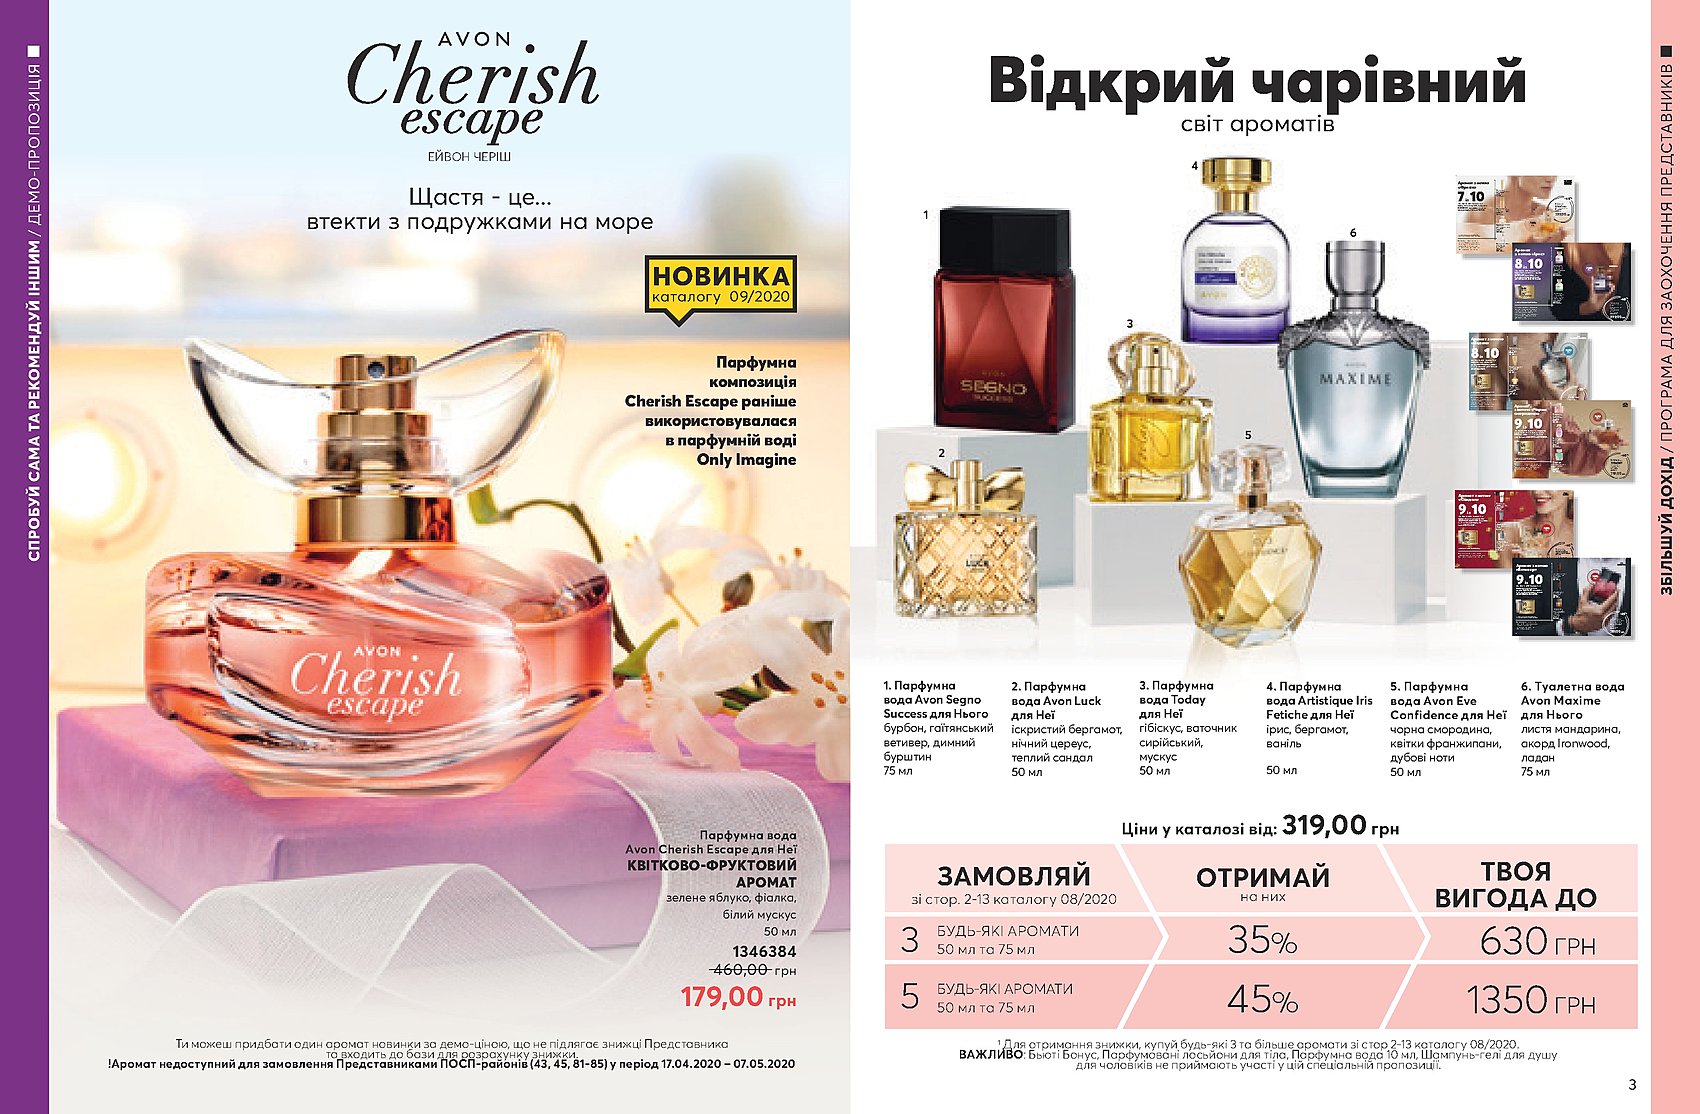 СПРОБУЙ САМА ТА РЕКОМЕНДУЙ ІНШИМ / ДЕМО-ПРОПОЗИЦІЯ
AVON
Cherish
escape
ЕЙВОН ЧЕРІШ
Щастя - це...
втекти з подружками на море
НОВИНКА
каталогу 09/2020
Парфумна
композиція
Cherish Escape раніше
використовувалася
в парфумній воді
Only Imagine
AVON
Cherish
escape
Парфумна вода
Avon Cherish Escape для Неї
КВІТКОВО-ФРУКТОВИЙ
АРОМАТ
зелене яблуко, фіалка,
білий мускус
50 мл
1346384
460,00 грн
179,00 грн
Ти можеш придбати один аромат новинки за демо-ціною, що не підлягає знижці Представника
та входить до бази для розрахунку знижки.
!Аромат недоступний для замовлення Представниками ПОСП-районів (43, 45, 81-85) у період 17.04.2020 – 07.05.2020
Відкрий чарівний
світ ароматів
1
2
3
4
5
6
AVON
SEGNO
SUCCESS
LUCK
MAXIME
7.10
8.10
8.10
9.10
9.10
9.10
1. Парфумна
вода Avon Segno
Success для Нього
бурбон, гаїтянський
ветивер, димний
бурштин
75 мл
2. Парфумна
вода Avon Luck
для Неї
іскристий бергамот,
нічний цереус,
теплий сандал
50 мл
3. Парфумна
вода Today
для Неї
гібіскус, ваточник
сирійський,
мускус
50 мл
4. Парфумна
вода Artistique Iris
Fetiche для Неї
ірис, бергамот,
ваніль
50 мл
5. Парфумна
вода Avon Eve
Confidence для Неї
чорна смородина,
квітки франжипані,
дубові ноти
50 мл
6. Туалетна вода
Avon Maxime
для Нього
листя мандарина,
акорд Ironwood,
ладан
75 мл
Ціни у каталозі від: 319,00 грн
ЗАМОВЛЯЙ
зі стор. 2-13 каталогу 08/2020
ОТРИМАЙ
на них
ТВОЯ
ВИГОДА ДО
3 БУДЬ-ЯКІ АРОМАТИ
50 мл та 75 мл
35%
630 ГРН
5 БУДЬ-ЯКІ АРОМАТИ
50 мл та 75 мл
45%
1350 ГРН
¹ Для отримання знижки, купуй будь-які 3 та більше аромати зі стор 2-13 каталогу 08/2020.
ВАЖЛИВО: Бьюті Бонус, Парфумовані лосьйони для тіла, Парфумна вода 10 мл, Шампунь-гелі для душу
для чоловіків не приймають участі у цій спеціальній пропозиції.
3
ЗБІЛЬШУЙ ДОХІД / ПРОГРАМА ДЛЯ ЗАОХОЧЕННЯ ПРЕДСТАВНИКІВ